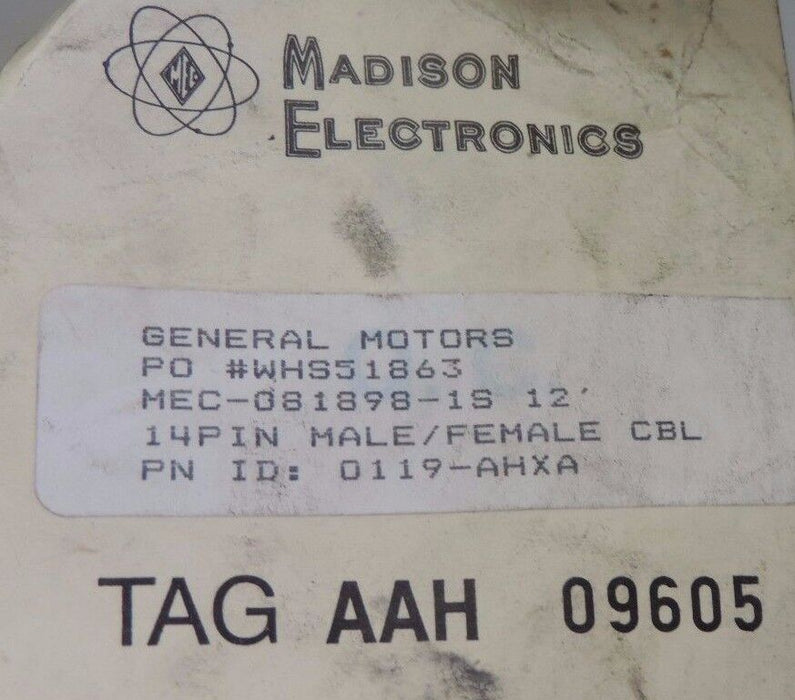 MEC
MADISON
ELECTRONICS
GENERAL MOTORS
PO #WHS51863
MEC-081898-1S 12'
14PIN MALE/FEMALE CBL
PN ID: 0119-AHXA
TAG AAH 09605